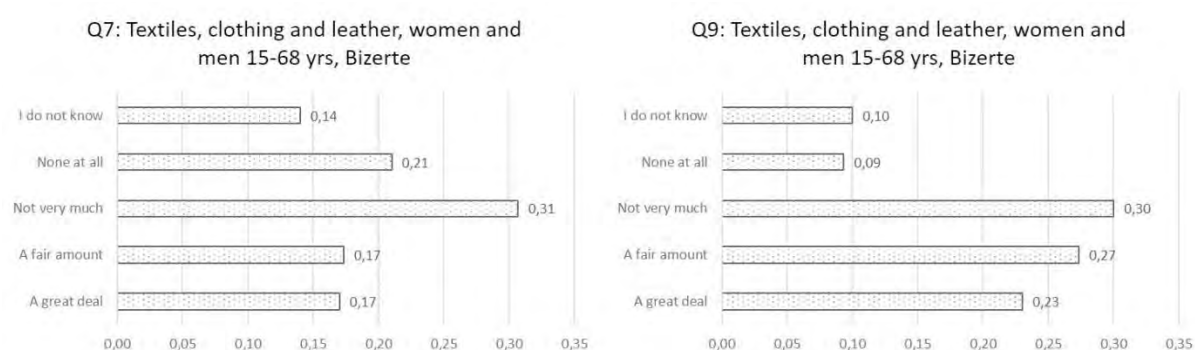 Q7: Textiles, clothing and leather, women and
men 15-68 yrs, Bizerte
I do not know
0,14
None at all
0,21
Not very much
0,31
A fair amount
0,17
A great deal
0,17
0,00 0,05 0,10 0,15 0,20 0,25 0,30 0,35
Q9: Textiles, clothing and leather, women and
men 15-68 yrs, Bizerte
I do not know
0,10
None at all
0,09
Not very much
0,30
A fair amount
0,27
A great deal
0,23
0,00 0,05 0,10 0,15 0,20 0,25 0,30 0,35